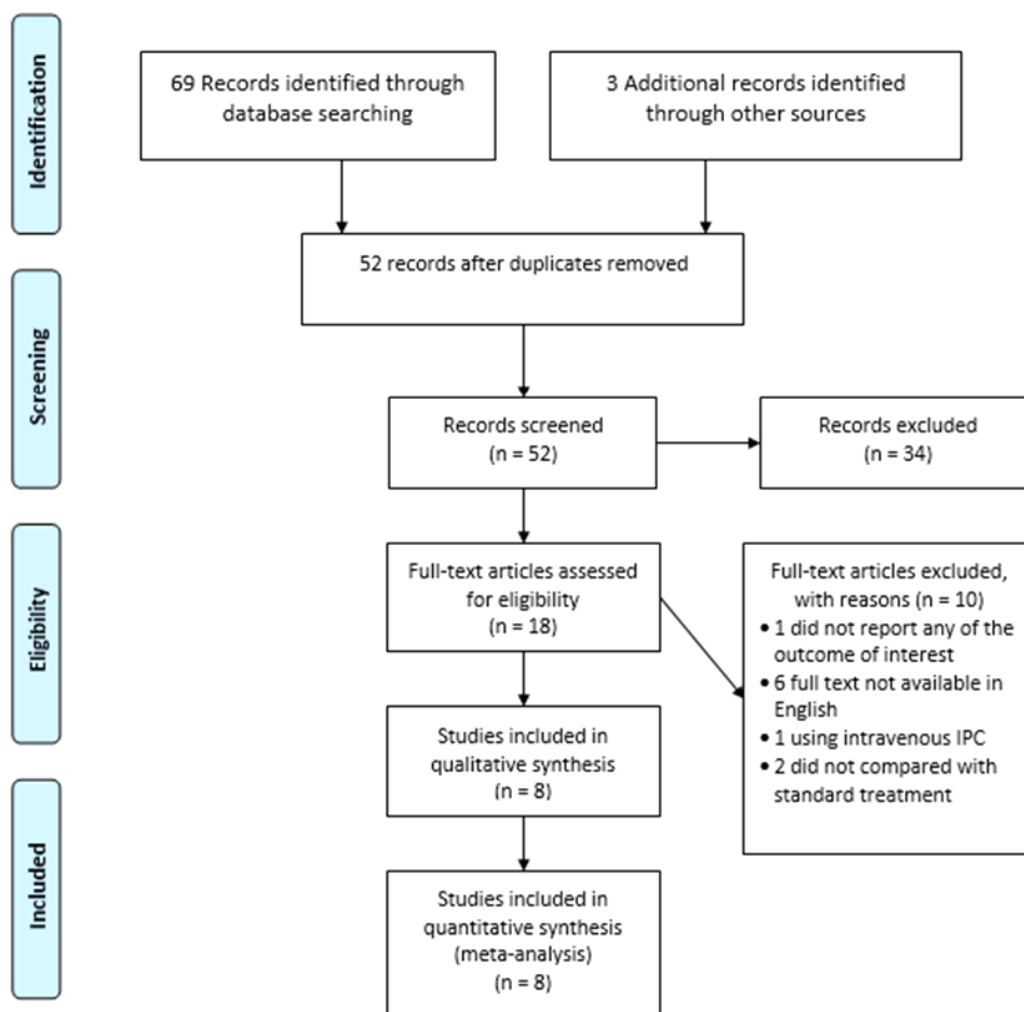 Identification
69 Records identified through
database searching
3 Additional records identified
through other sources
52 records after duplicates removed
Screening
Records screened
(n = 52)
Records excluded
(n = 34)
Eligibility
Full-text articles assessed
for eligibility
(n = 18)
Full-text articles excluded,
with reasons (n = 10)
• 1 did not report any of the
outcome of interest
• 6 full text not available in
English
• 1 using intravenous IPC
• 2 did not compared with
standard treatment
Studies included in
qualitative synthesis
(n = 8)
Included
Studies included in
quantitative synthesis
(meta-analysis)
(n = 8)